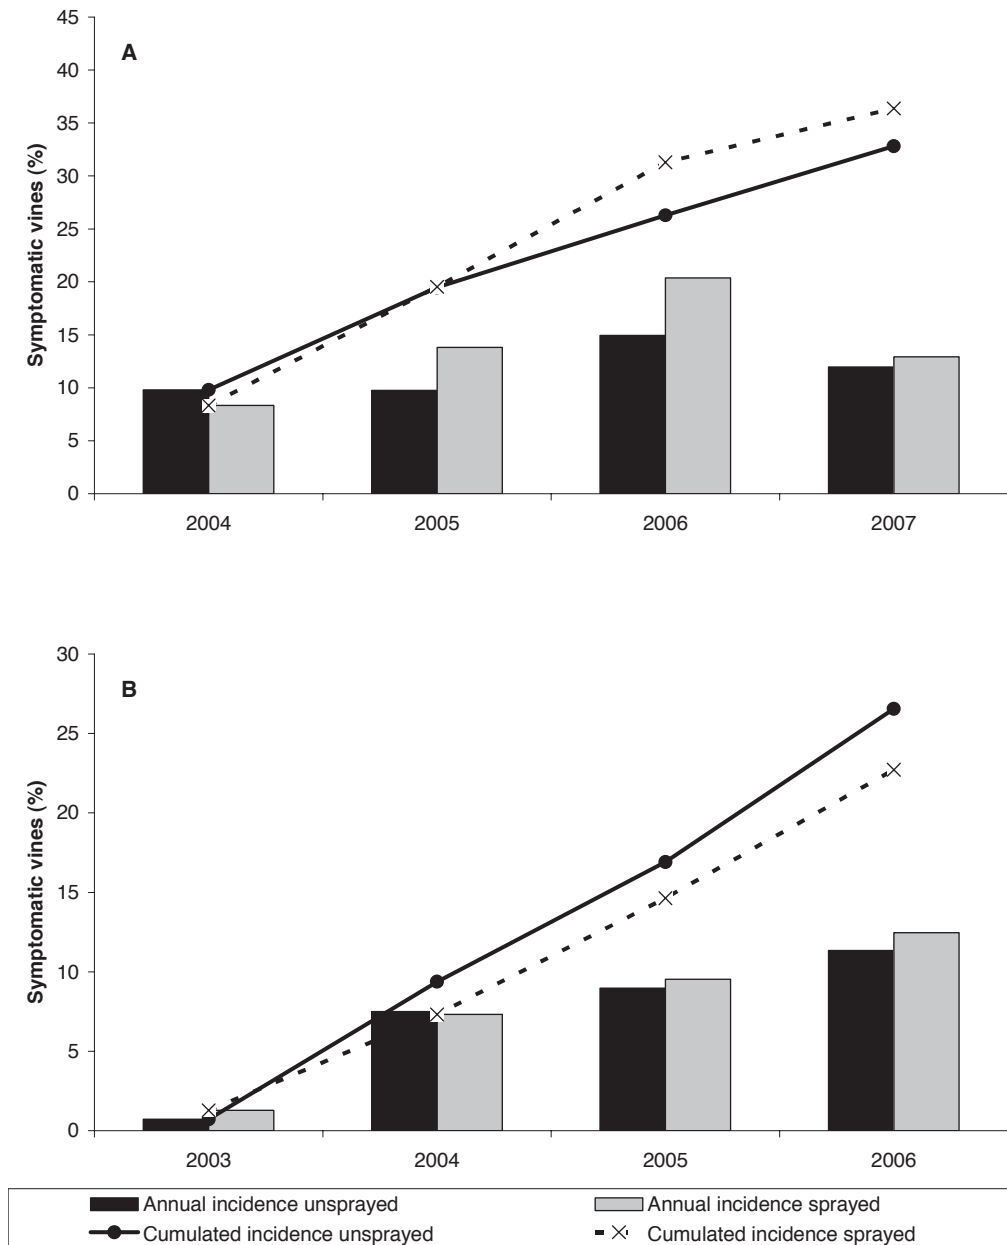 45
A
40
35
30
25
20
15
10
5
0
Symptomatic vines (%)
2004 2005 2006 2007
30
B
25
20
15
10
5
0
Symptomatic vines (%)
2003 2004 2005 2006
Annual incidence unsprayed Annual incidence sprayed
Cumulated incidence unsprayed Cumulated incidence sprayed